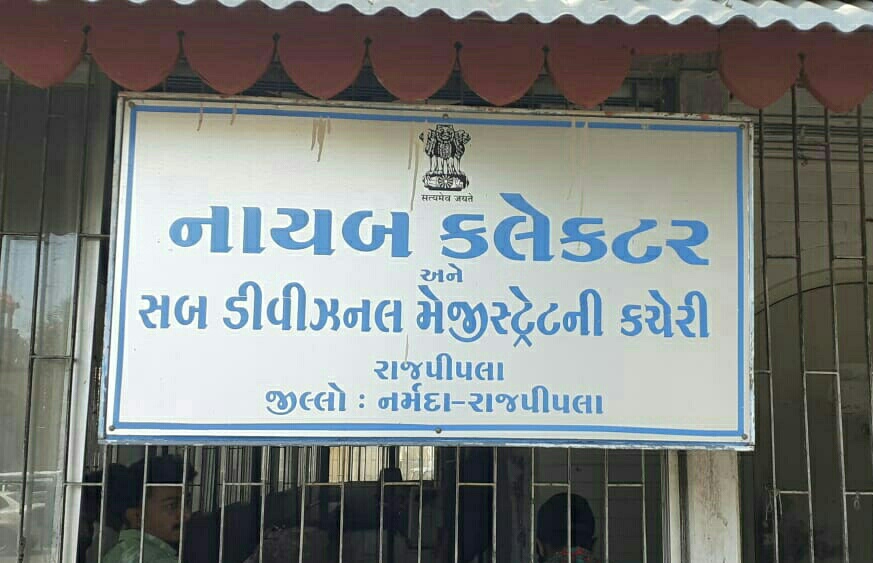 सत्यमेव जयते
નાયબ કલેકટર
અને
સબ ડીવીઝનલ મેજીસ્ટ્રેટની કચેરી
રાજપીપલા
જીલ્લો : નર્મદા-રાજપીપલા